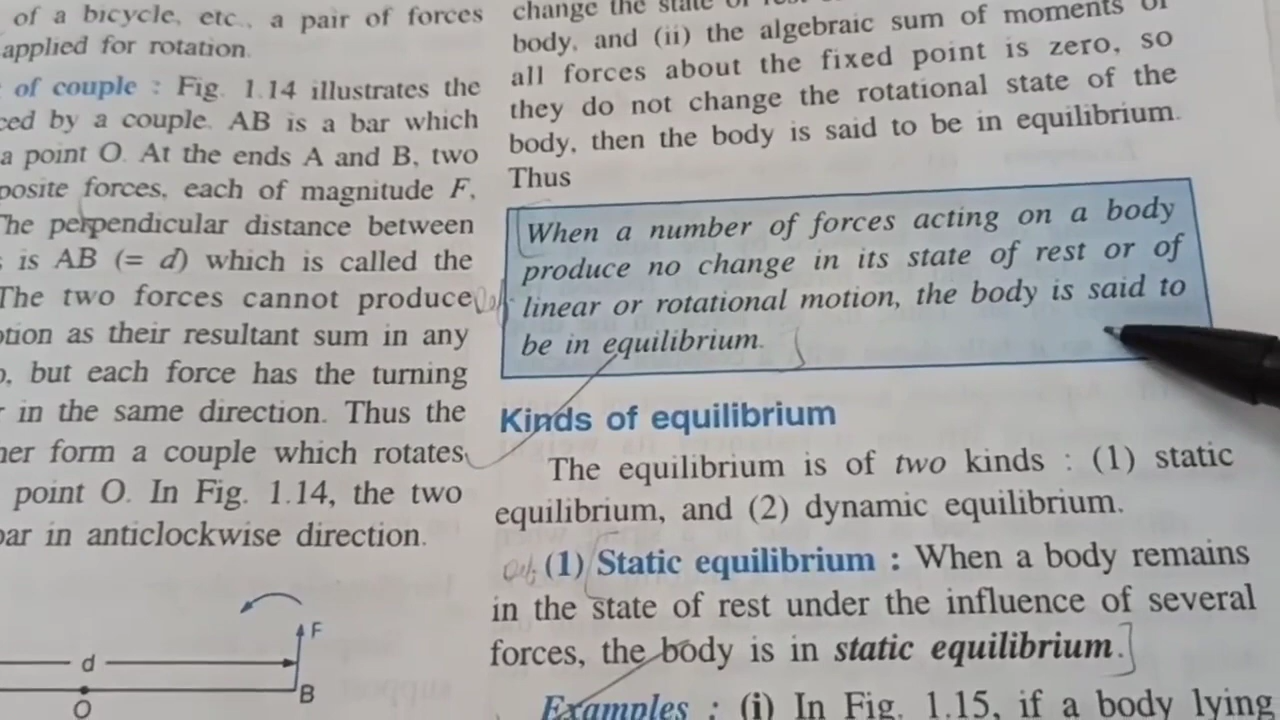 of a bicycle, etc., a pair of forces
applied for rotation.
of couple : Fig. 1.14 illustrates the
ced by a couple. AB is a bar which
a point O. At the ends A and B, two
posite forces, each of magnitude F,
The perpendicular distance between
is AB (= d) which is called the
The two forces cannot produce
otion as their resultant sum in any
o, but each force has the turning
r in the same direction. Thus the
her form a couple which rotates
point O. In Fig. 1.14, the two
bar in anticlockwise direction.
F
d
B
O
change the state of
body, and (ii) the algebraic sum of moments of
all forces about the fixed point is zero, so
they do not change the rotational state of the
body, then the body is said to be in equilibrium.
Thus
When a number of forces acting on a body
produce no change in its state of rest or of
Def. linear or rotational motion, the body is said to
be in equilibrium.
Kinds of equilibrium
The equilibrium is of two kinds : (1) static
equilibrium, and (2) dynamic equilibrium.
Def. (1) Static equilibrium : When a body remains
in the state of rest under the influence of several
forces, the body is in static equilibrium.
Examples : (i) In Fig. 1.15, if a body lying